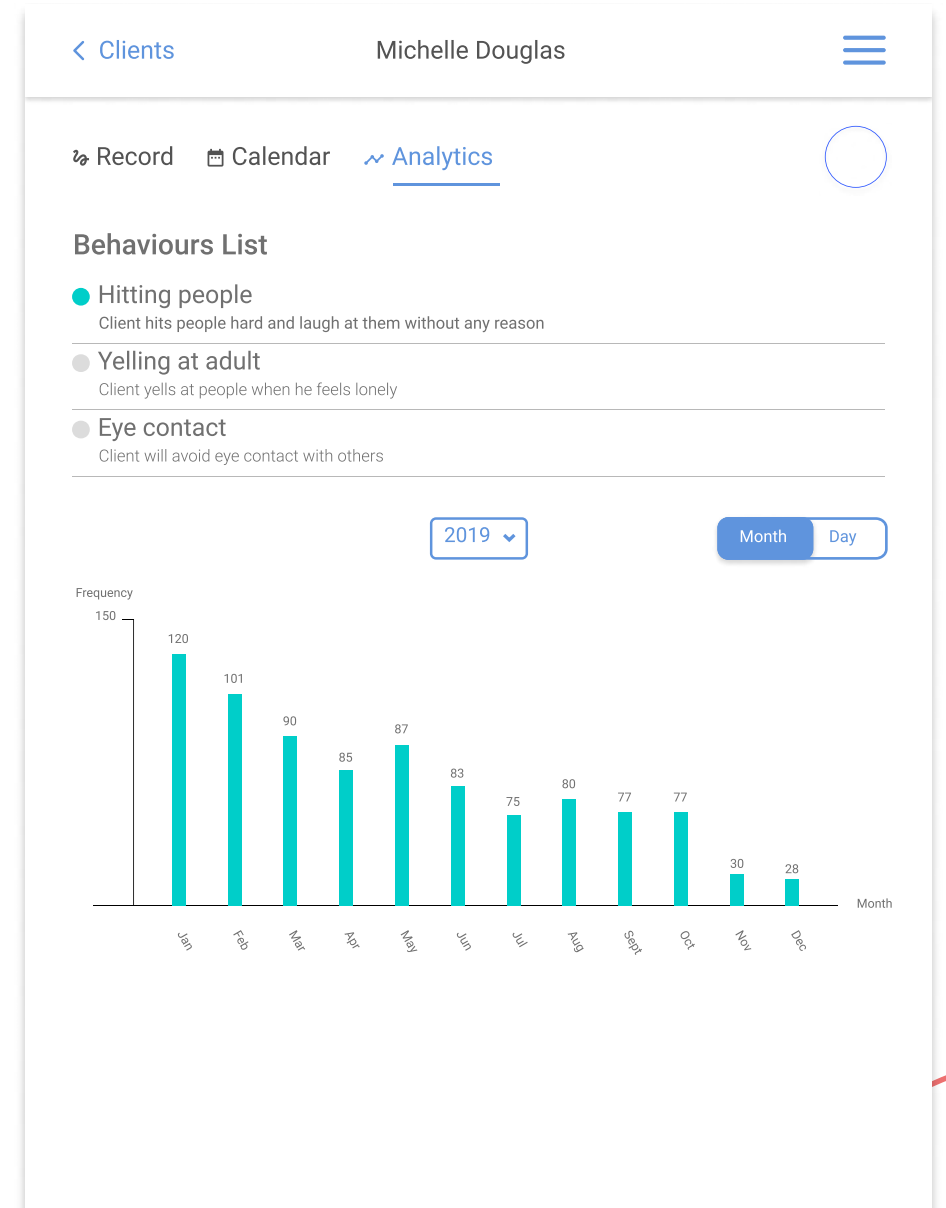 Clients
Michelle Douglas
Record
Calendar
Analytics
Behaviours List
Hitting people
Client hits people hard and laugh at them without any reason
Yelling at adult
Client yells at people when he feels lonely
Eye contact
Client will avoid eye contact with others
2019
Month Day
Frequency
150
120
101
90
85
87
83
75
80
77
77
30
28
Month
Jan
Feb
Mar
Apr
May
Jun
Jul
Aug
Sept
Oct
Nov
Dec